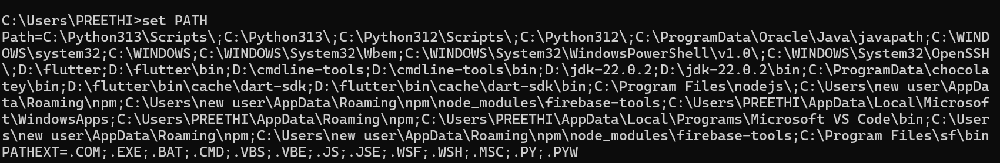 C:\Users\PREETHI>set PATH
Path=C:\Python313\Scripts\;C:\Python313\;C:\Python312\Scripts\;C:\Python312\;C:\ProgramData\Oracle\Java\javapath;C:\WIND
OWS\system32;C:\WINDOWS;C:\WINDOWS\System32\Wbem;C:\WINDOWS\System32\WindowsPowerShell\v1.0\;C:\WINDOWS\System32\OpenSSH
\;D:\flutter;D:\flutter\bin;D:\cmdline-tools;D:\cmdline-tools\bin;D:\jdk-22.0.2;D:\jdk-22.0.2\bin;C:\ProgramData\chocola
tey\bin;D:\flutter\bin\cache\dart-sdk;D:\flutter\bin\cache\dart-sdk\bin;C:\Program Files\nodejs\;C:\Users\new user\AppDa
ta\Roaming\npm;C:\Users\new user\AppData\Roaming\npm\node_modules\firebase-tools;C:\Users\PREETHI\AppData\Local\Microsof
t\WindowsApps;C:\Users\PREETHI\AppData\Roaming\npm;C:\Users\PREETHI\AppData\Local\Programs\Microsoft VS Code\bin;C:\User
s\new user\AppData\Roaming\npm;C:\Users\new user\AppData\Roaming\npm\node_modules\firebase-tools;C:\Program Files\sf\bin
PATHEXT=.COM;.EXE;.BAT;.CMD;.VBS;.VBE;.JS;.JSE;.WSF;.WSH;.MSC;.PY;.PYW